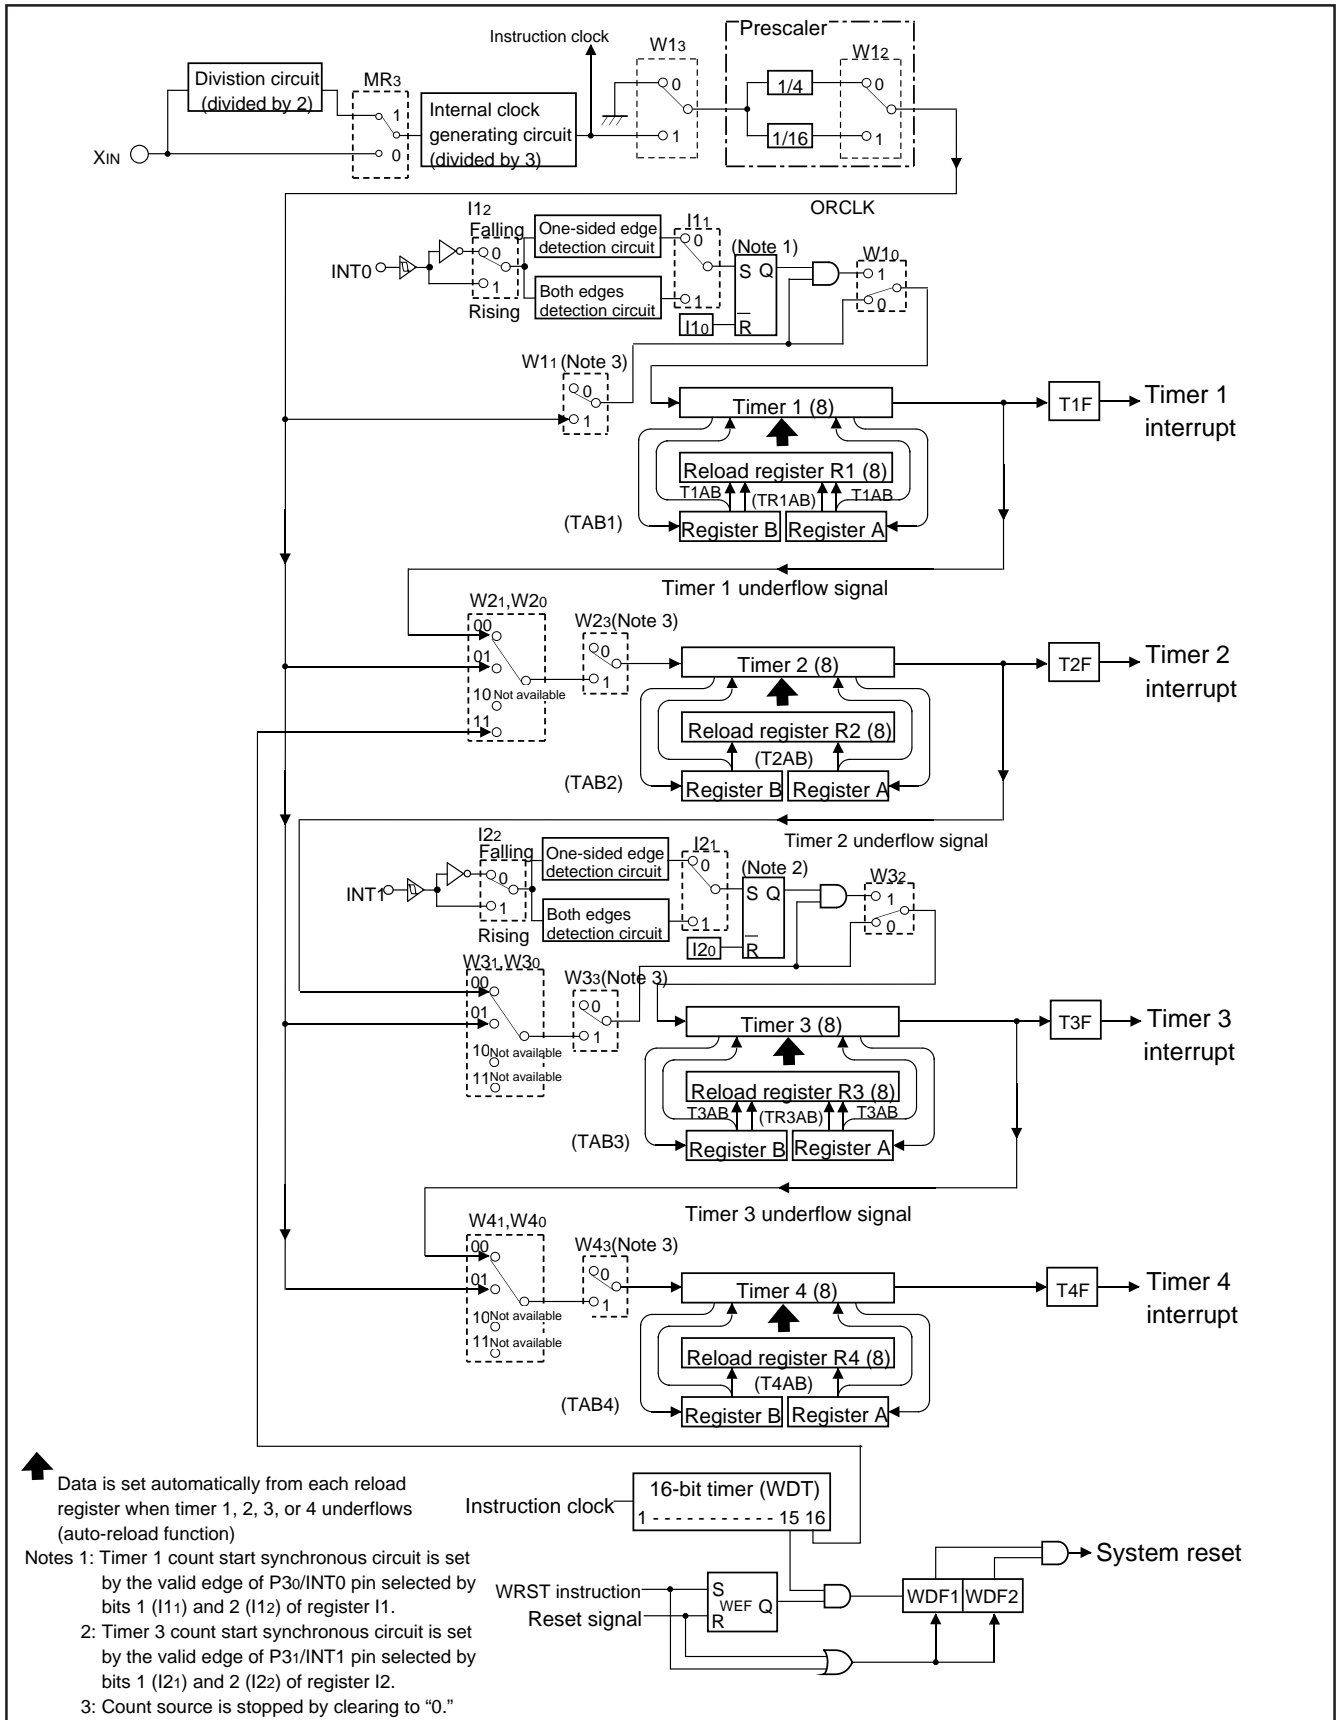 Prescaler
Instruction clock
W13
W12
Divistion circuit
(divided by 2)
MR3
0
1/4
0
1
Internal clock
generating circuit
(divided by 3)
XIN
0
1
1/16
1
ORCLK
I12
Falling
One-sided edge
detection circuit
I11
0
(Note 1)
W10
INT0
0
1
S Q
1
0
Both edges
detection circuit
Rising
1
I10
R
W11 (Note 3)
0
1
Timer 1 (8)
T1F
Timer 1
interrupt
Reload register R1 (8)
T1AB
(TR1AB)
T1AB
(TAB1)
Register B
Register A
Timer 1 underflow signal
W21,W20
W23(Note 3)
00
01
10 Not available
11
0
1
Timer 2 (8)
T2F
Timer 2
interrupt
Reload register R2 (8)
(T2AB)
(TAB2)
Register B
Register A
Timer 2 underflow signal
I22
Falling
One-sided edge
detection circuit
I21
0
(Note 2)
W32
INT1
0
1
S Q
1
0
Both edges
detection circuit
Rising
1
I20
R
W31,W30
W33(Note 3)
00
01
10 Not available
11 Not available
0
1
Timer 3 (8)
T3F
Timer 3
interrupt
Reload register R3 (8)
T3AB
(TR3AB)
T3AB
(TAB3)
Register B
Register A
Timer 3 underflow signal
W41,W40
W43(Note 3)
00
01
10 Not available
11 Not available
0
1
Timer 4 (8)
T4F
Timer 4
interrupt
Reload register R4 (8)
(T4AB)
(TAB4)
Register B
Register A
Data is set automatically from each reload
register when timer 1, 2, 3, or 4 underflows
(auto-reload function)
Instruction clock
16-bit timer (WDT)
1 - - - - - - - - - - - 15 16
System reset
WRST instruction
Reset signal
S
WEF Q
R
WDF1 WDF2
Notes 1: Timer 1 count start synchronous circuit is set
by the valid edge of P30/INT0 pin selected by
bits 1 (I11) and 2 (I12) of register I1.
2: Timer 3 count start synchronous circuit is set
by the valid edge of P31/INT1 pin selected by
bits 1 (I21) and 2 (I22) of register I2.
3: Count source is stopped by clearing to “0.”